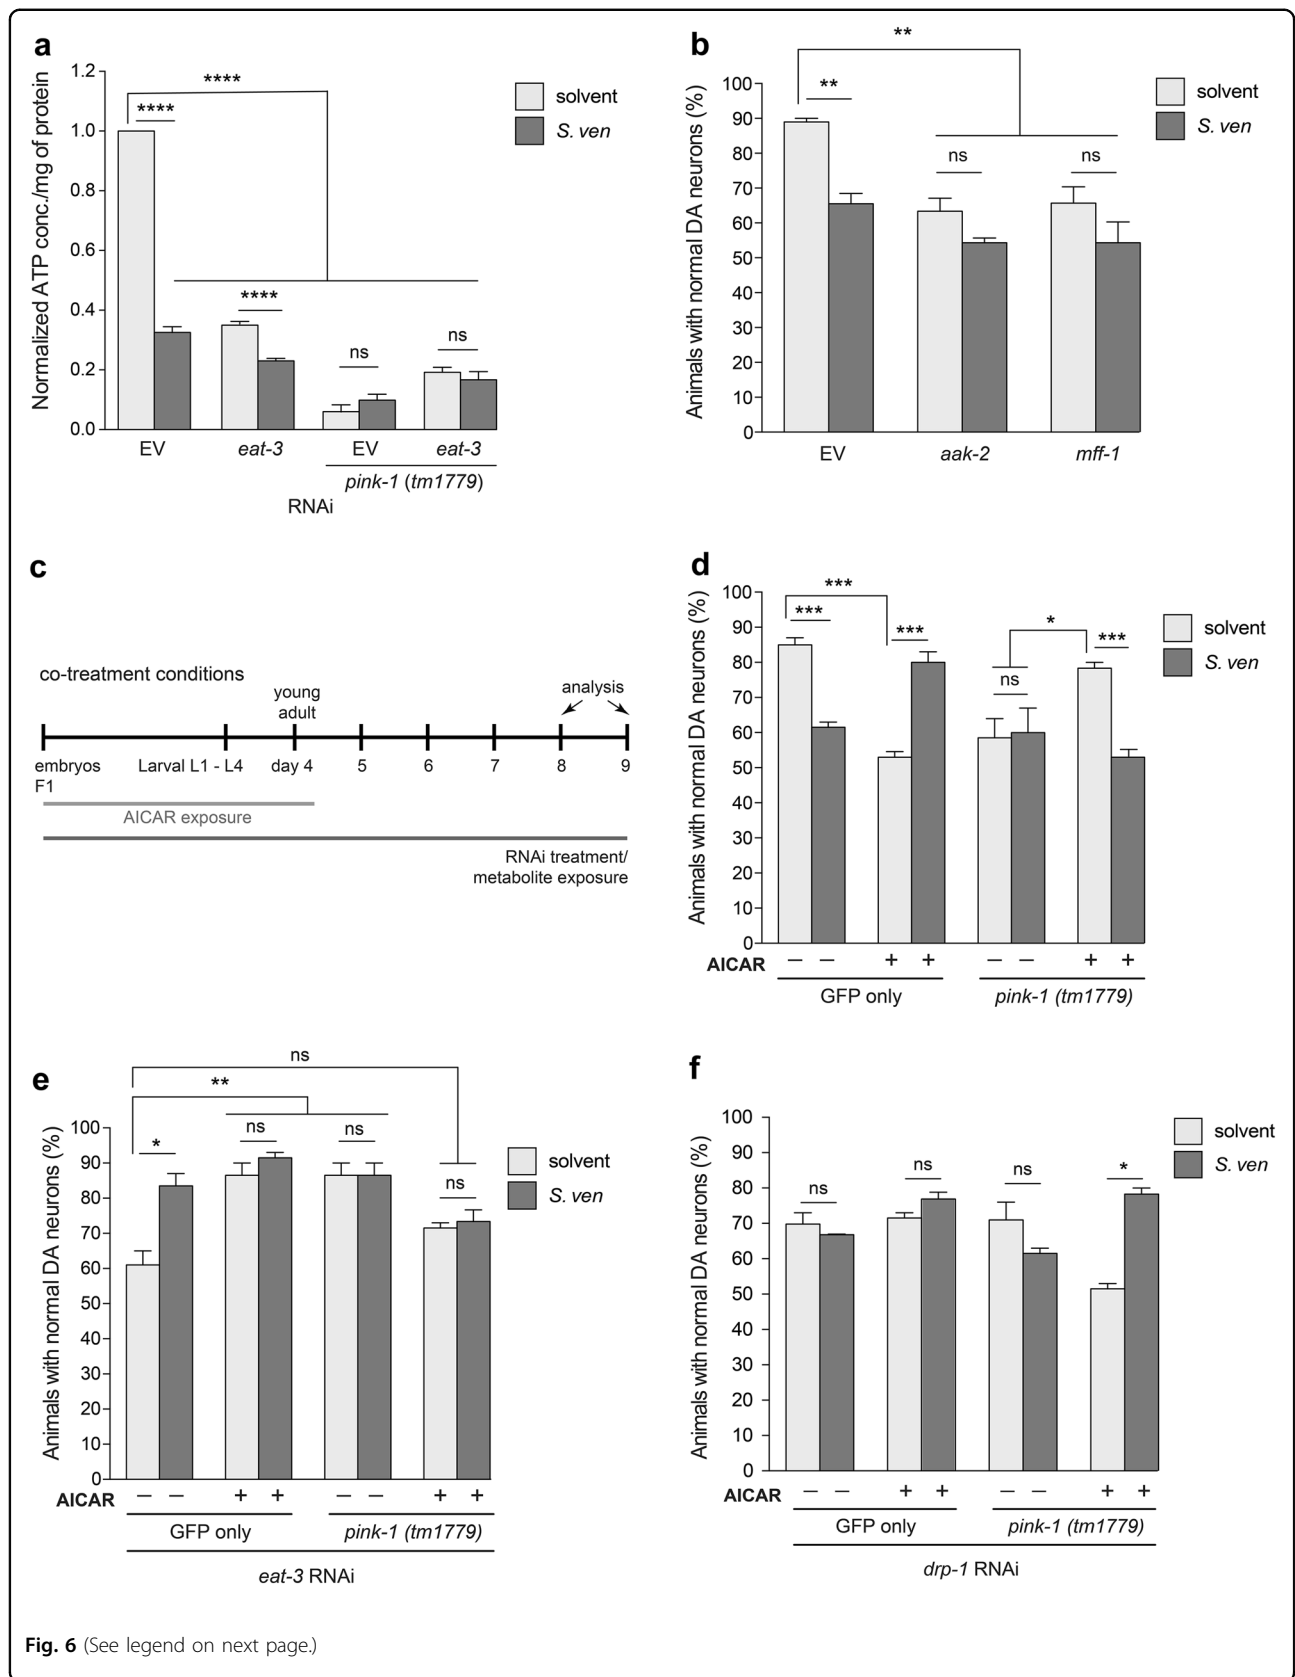 a
Normalized ATP conc./mg of protein
1.2
1.0
0.8
0.6
0.4
0.2
0.0
****
****
****
ns
ns
solvent
S. ven
EV
eat-3
EV
eat-3
pink-1 (tm1779)
RNAi
b
Animals with normal DA neurons (%)
100
90
80
70
60
50
40
30
20
10
0
**
**
ns
ns
solvent
S. ven
EV
aak-2
mff-1
c
co-treatment conditions
young
adult
analysis
embryos
F1
Larval L1 - L4
day 4
5
6
7
8
9
AICAR exposure
RNAi treatment/
metabolite exposure
d
Animals with normal DA neurons (%)
100
90
80
70
60
50
40
30
20
10
0
***
***
***
*
ns
***
solvent
S. ven
AICAR – – + + – – + +
GFP only
pink-1 (tm1779)
e
Animals with normal DA neurons (%)
100
90
80
70
60
50
40
30
20
10
0
ns
**
*
ns
ns
ns
solvent
S. ven
AICAR – – + + – – + +
GFP only
pink-1 (tm1779)
eat-3 RNAi
f
Animals with normal DA neurons (%)
100
90
80
70
60
50
40
30
20
10
0
ns
ns
ns
*
solvent
S. ven
AICAR – – + + – – + +
GFP only
pink-1 (tm1779)
drp-1 RNAi
Fig. 6 (See legend on next page.)